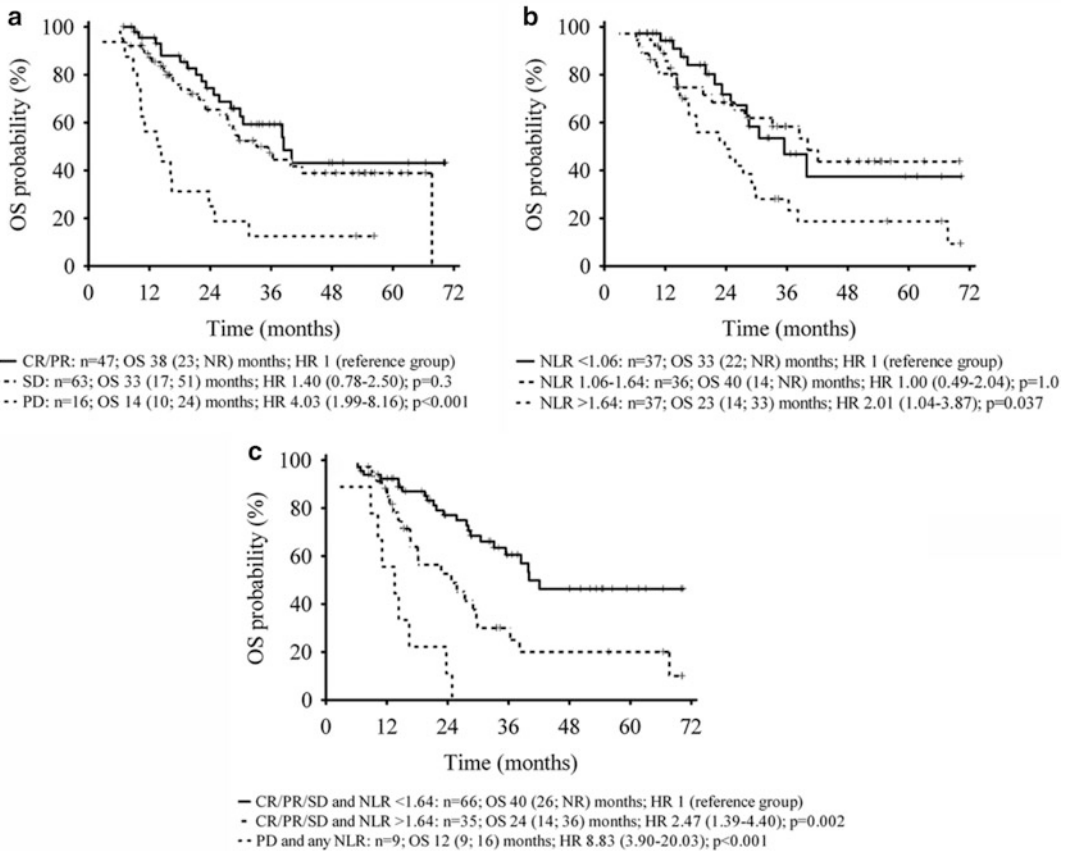 a
100
80
60
40
20
0
OS probability (%)
0 12 24 36 48 60 72
Time (months)
CR/PR: n=47; OS 38 (23; NR) months; HR 1 (reference group)
SD: n=63; OS 33 (17; 51) months; HR 1.40 (0.78-2.50); p=0.3
PD: n=16; OS 14 (10; 24) months; HR 4.03 (1.99-8.16); p<0.001
b
100
80
60
40
20
0
OS probability (%)
0 12 24 36 48 60 72
Time (months)
NLR <1.06: n=37; OS 33 (22; NR) months; HR 1 (reference group)
NLR 1.06-1.64: n=36; OS 40 (14; NR) months; HR 1.00 (0.49-2.04); p=1.0
NLR >1.64: n=37; OS 23 (14; 33) months; HR 2.01 (1.04-3.87); p=0.037
c
100
80
60
40
20
0
OS probability (%)
0 12 24 36 48 60 72
Time (months)
CR/PR/SD and NLR <1.64: n=66; OS 40 (26; NR) months; HR 1 (reference group)
CR/PR/SD and NLR >1.64: n=35; OS 24 (14; 36) months; HR 2.47 (1.39-4.40); p=0.002
PD and any NLR: n=9; OS 12 (9; 16) months; HR 8.83 (3.90-20.03); p<0.001